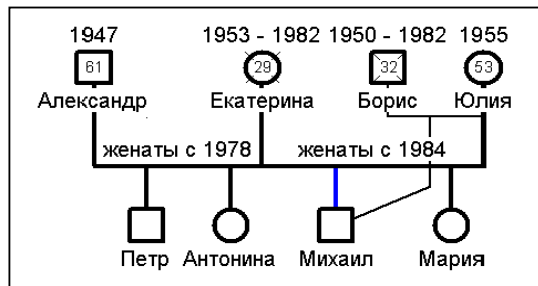 1947 1953 - 1982 1950 - 1982 1955
61 29 32 53
Александр Екатерина Борис Юлия
женаты с 1978 женаты с 1984
Петр Антонина Михаил Мария